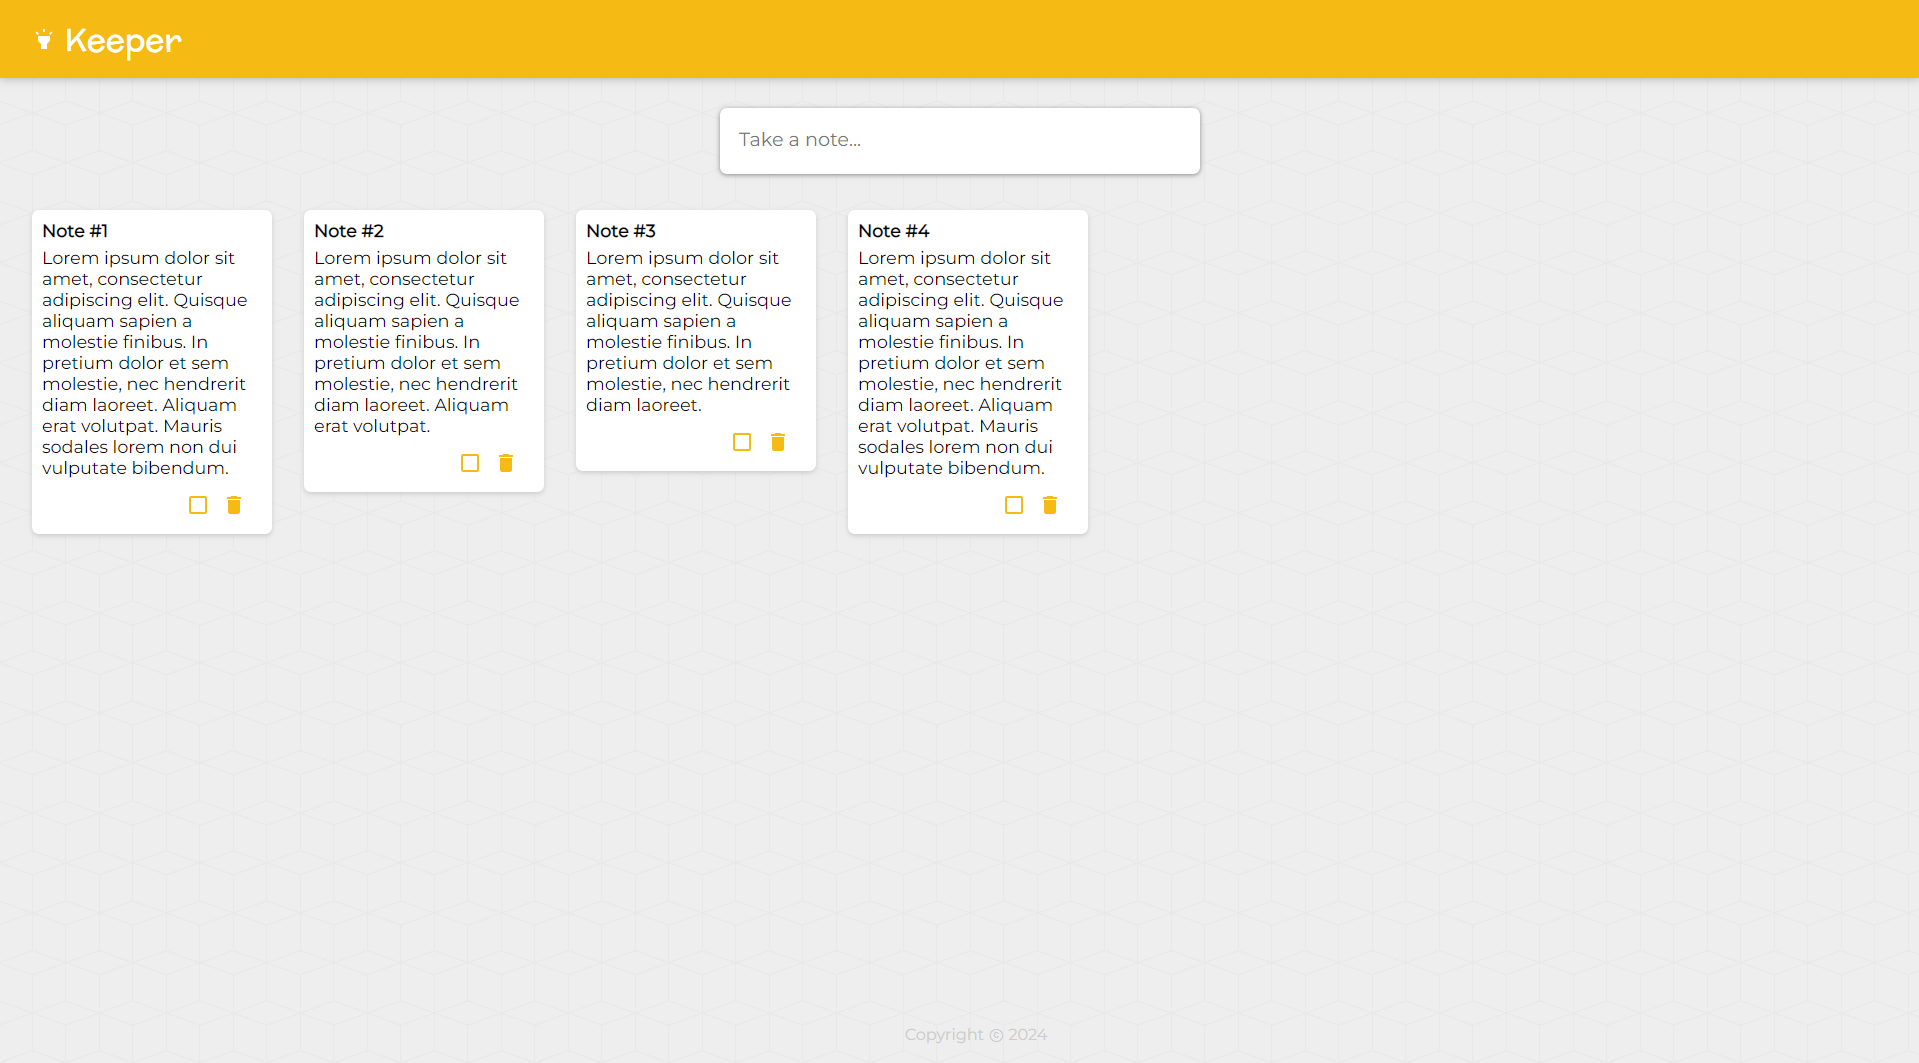 Keeper
Take a note...
Note #1
Lorem ipsum dolor sit
amet, consectetur
adipiscing elit. Quisque
aliquam sapien a
molestie finibus. In
pretium dolor et sem
molestie, nec hendrerit
diam laoreet. Aliquam
erat volutpat. Mauris
sodales lorem non dui
vulputate bibendum.
Note #2
Lorem ipsum dolor sit
amet, consectetur
adipiscing elit. Quisque
aliquam sapien a
molestie finibus. In
pretium dolor et sem
molestie, nec hendrerit
diam laoreet. Aliquam
erat volutpat.
Note #3
Lorem ipsum dolor sit
amet, consectetur
adipiscing elit. Quisque
aliquam sapien a
molestie finibus. In
pretium dolor et sem
molestie, nec hendrerit
diam laoreet.
Note #4
Lorem ipsum dolor sit
amet, consectetur
adipiscing elit. Quisque
aliquam sapien a
molestie finibus. In
pretium dolor et sem
molestie, nec hendrerit
diam laoreet. Aliquam
erat volutpat. Mauris
sodales lorem non dui
vulputate bibendum.
Copyright © 2024